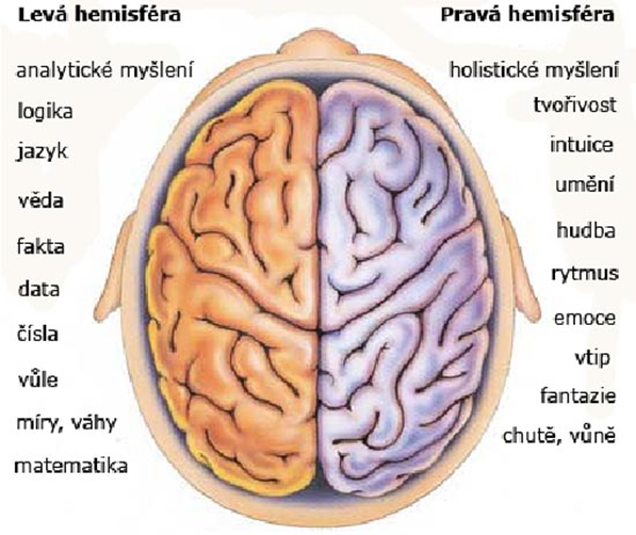 Levá hemisféra
analytické myšlení
logika
jazyk
věda
fakta
data
čísla
vůle
míry, váhy
matematika
Pravá hemisféra
holistické myšlení
tvořivost
intuice
umění
hudba
rytmus
emoce
vtip
fantazie
chutě, vůně